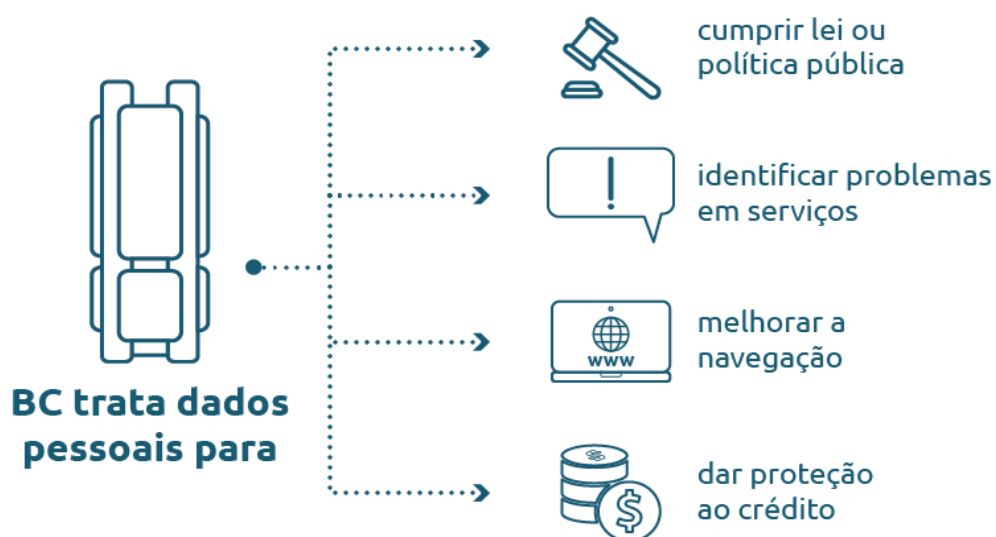 cumprir lei ou
política pública
identificar problemas
em serviços
www
melhorar a
navegação
BC trata dados
pessoais para
$
dar proteção
ao crédito